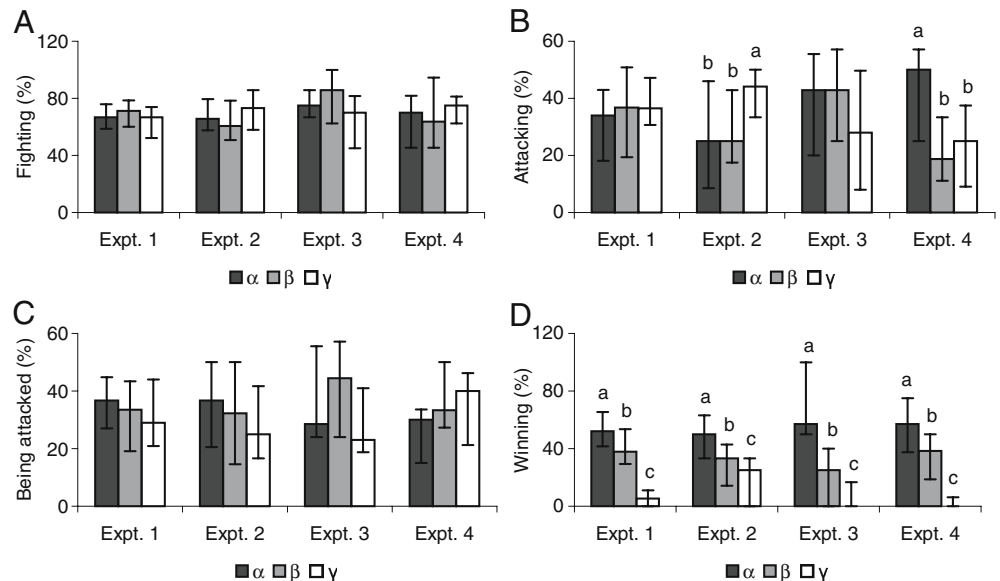 A
120
80
40
0
Fighting (%)
Expt. 1 Expt. 2 Expt. 3 Expt. 4
α β γ
B
60
40
20
0
Attacking (%)
b b a a b b
Expt. 1 Expt. 2 Expt. 3 Expt. 4
α β γ
C
60
40
20
0
Being attacked (%)
Expt. 1 Expt. 2 Expt. 3 Expt. 4
α β γ
D
120
80
40
0
Winning (%)
a b c a b c a b c a b c
Expt. 1 Expt. 2 Expt. 3 Expt. 4
α β γ